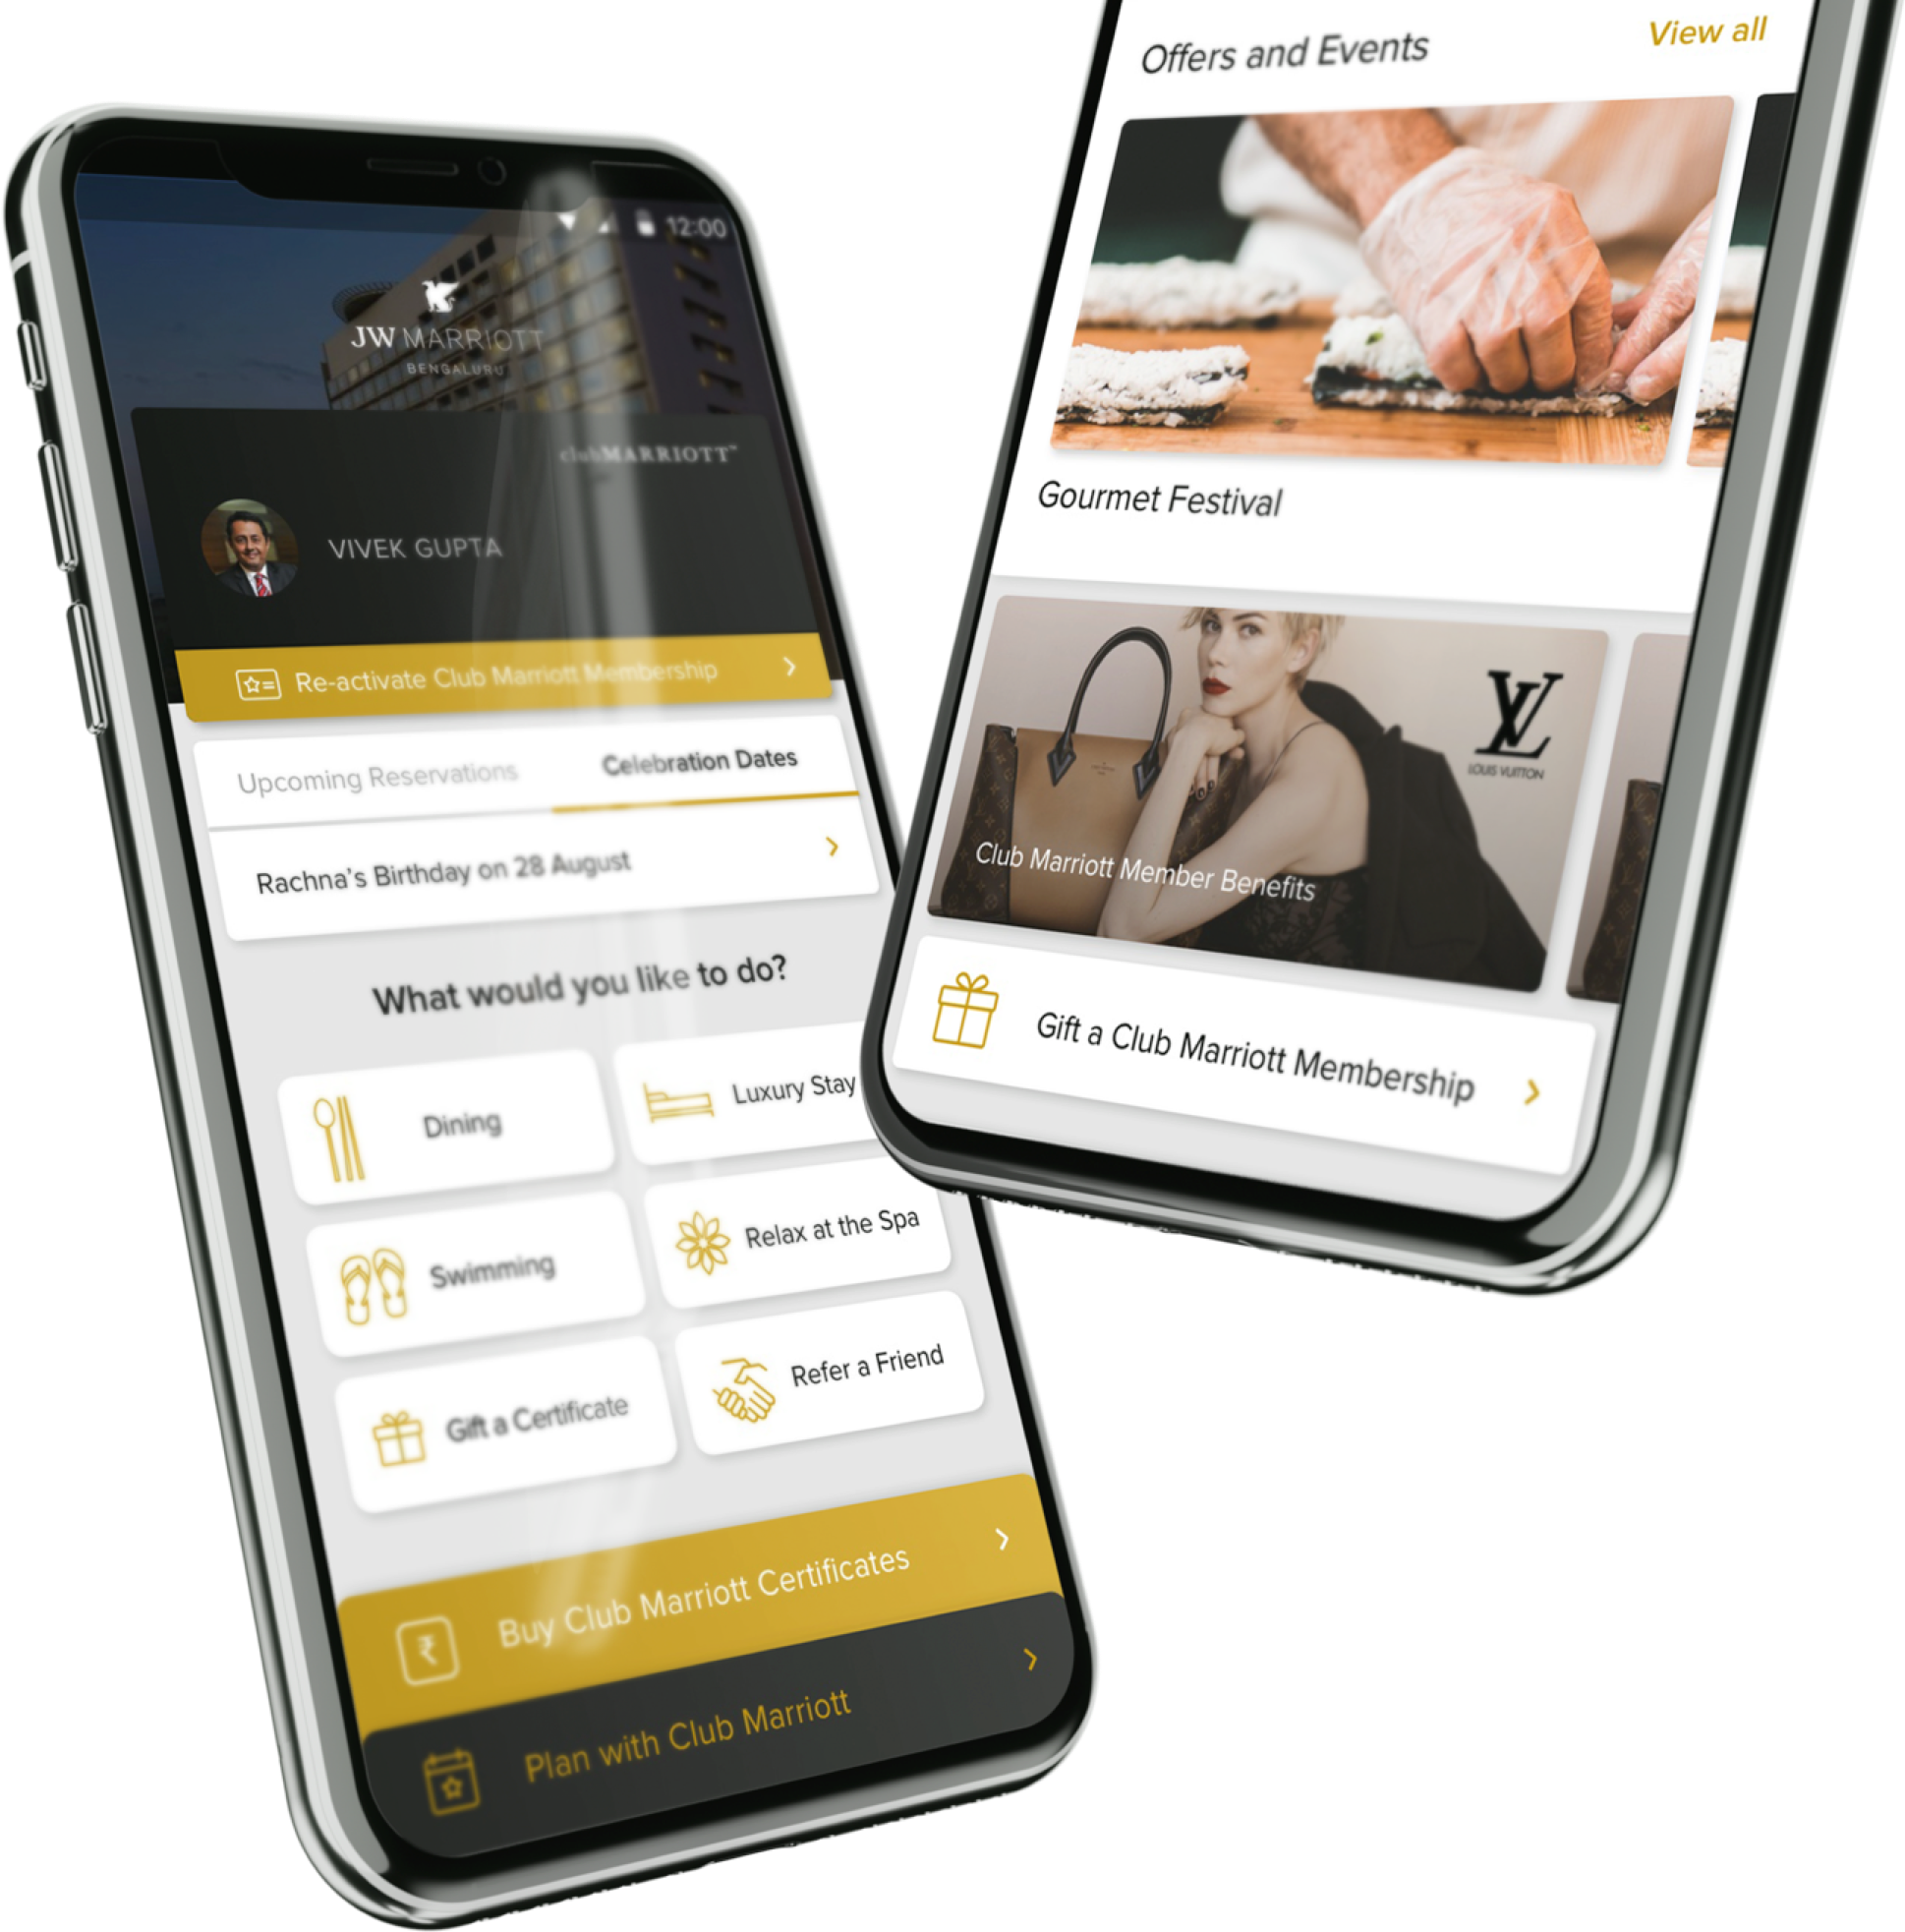 12:00
JW MARRIOTT
BENGALURU
clubMARRIOTT™
VIVEK GUPTA
Re-activate Club Marriott Membership
Upcoming Reservations
Celebration Dates
Rachna's Birthday on 28 August
What would you like to do?
Dining
Luxury Stay
Swimming
Relax at the Spa
Gift a Certificate
Refer a Friend
₹
Buy Club Marriott Certificates
Plan with Club Marriott
Offers and Events
View all
Gourmet Festival
LV
LOUIS VUITTON
Club Marriott Member Benefits
Gift a Club Marriott Membership